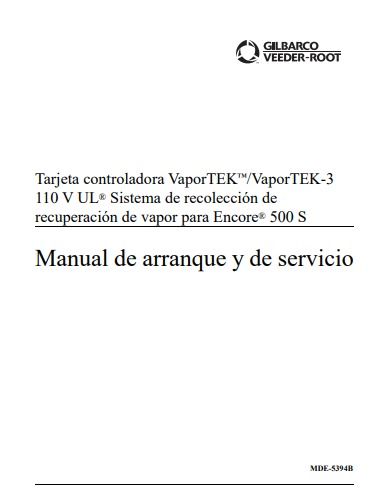 GILBARCO
VEEDER-ROOT
Tarjeta controladora VaporTEK™/VaporTEK-3
110 V UL® Sistema de recolección de
recuperación de vapor para Encore® 500 S
Manual de arranque y de servicio
MDE-5394B